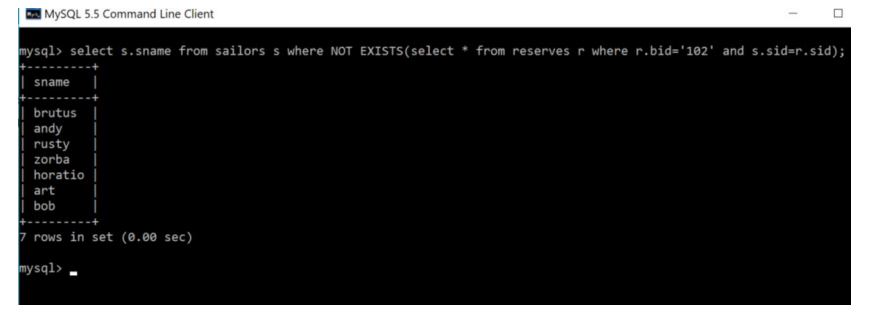 MySQL 5.5 Command Line Client
mysql> select s.sname from sailors s where NOT EXISTS(select * from reserves r where r.bid='102' and s.sid=r.sid);
+---------+
| sname   |
+---------+
| brutus  |
| andy    |
| rusty   |
| zorba   |
| horatio |
| art     |
| bob     |
+---------+
7 rows in set (0.00 sec)
mysql> _